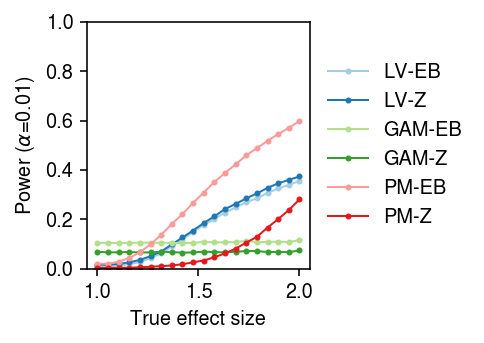 1.0
0.8
0.6
0.4
0.2
0.0
Power (α=0.01)
1.0 1.5 2.0
True effect size
LV-EB
LV-Z
GAM-EB
GAM-Z
PM-EB
PM-Z